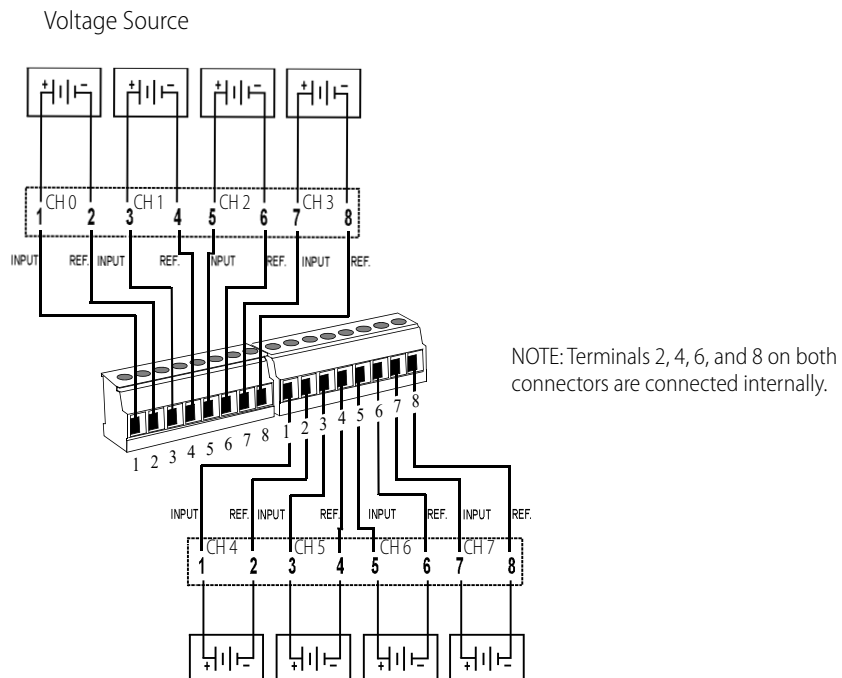 Voltage Source
+ − + − + − + −
CH 0 CH 1 CH 2 CH 3
1 2 3 4 5 6 7 8
INPUT REF. INPUT REF. INPUT REF. INPUT REF.
NOTE: Terminals 2, 4, 6, and 8 on both
connectors are connected internally.
1 2 3 4 5 6 7 8
1 2 3 4 5 6 7 8
INPUT REF. INPUT REF. INPUT REF. INPUT REF.
CH 4 CH 5 CH 6 CH 7
1 2 3 4 5 6 7 8
+ − + − + − + −